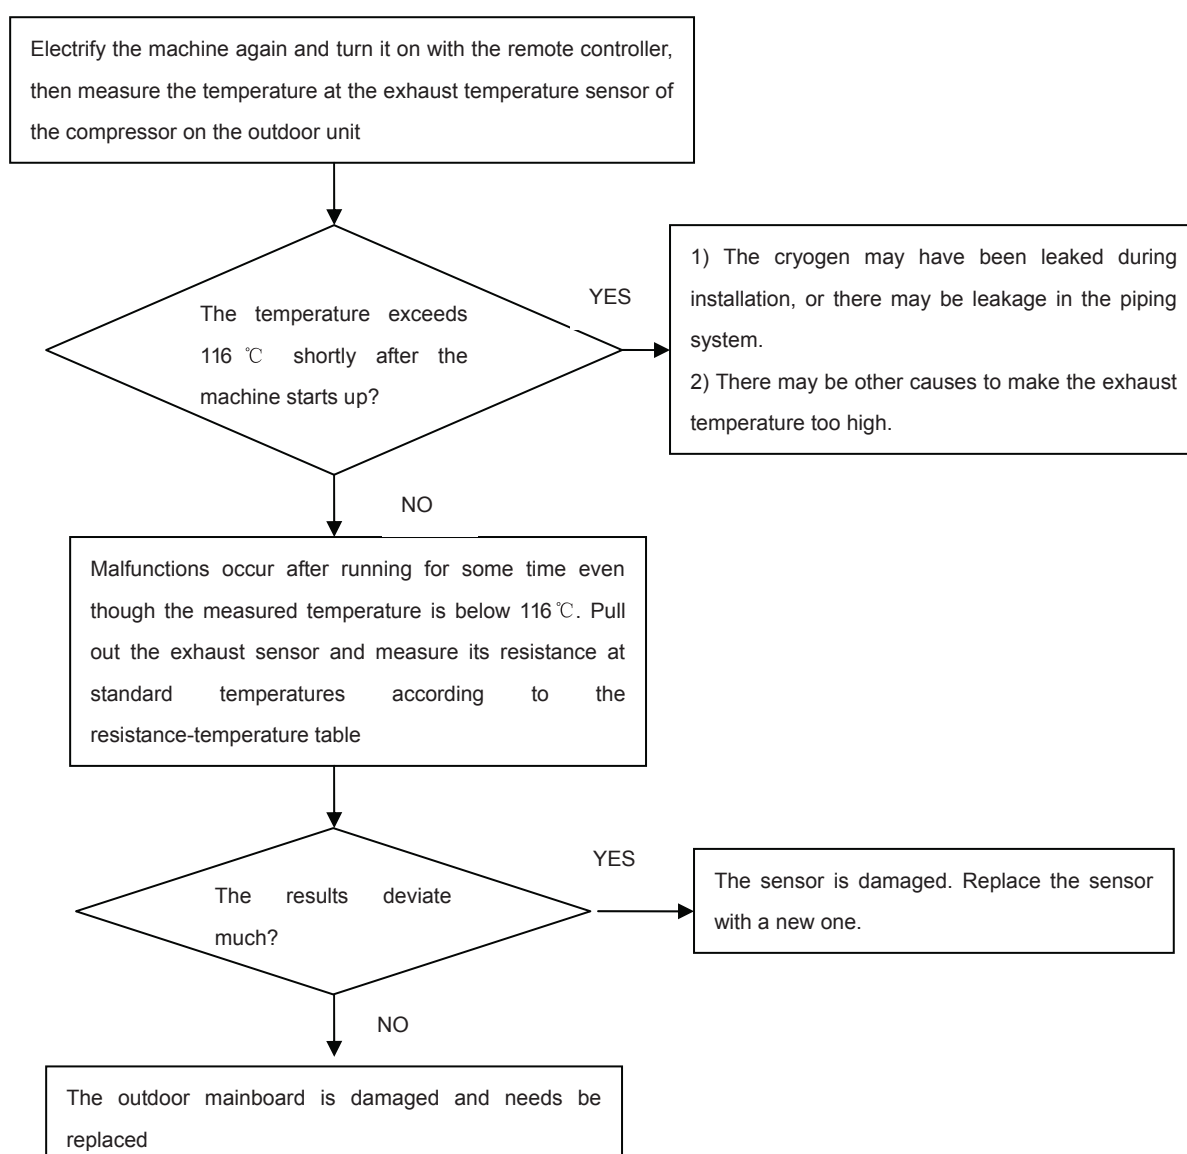 Electrify the machine again and turn it on with the remote controller,
then measure the temperature at the exhaust temperature sensor of
the compressor on the outdoor unit
The temperature exceeds
116 ℃ shortly after the
machine starts up?
YES
1) The cryogen may have been leaked during
installation, or there may be leakage in the piping
system.
2) There may be other causes to make the exhaust
temperature too high.
NO
Malfunctions occur after running for some time even
though the measured temperature is below 116℃. Pull
out the exhaust sensor and measure its resistance at
standard temperatures according to the
resistance-temperature table
The results deviate
much?
YES
The sensor is damaged. Replace the sensor
with a new one.
NO
The outdoor mainboard is damaged and needs be
replaced